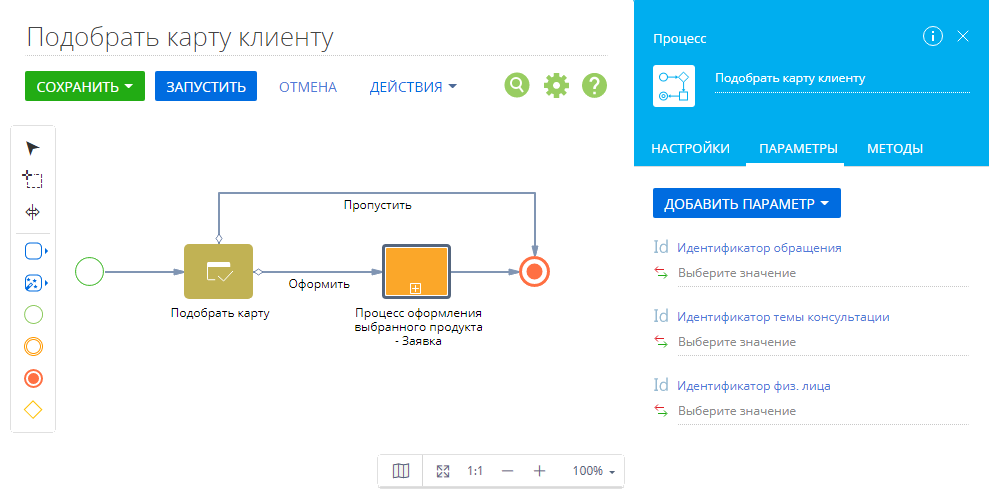 Подобрать карту клиенту
СОХРАНИТЬ
ЗАПУСТИТЬ
ОТМЕНА
ДЕЙСТВИЯ
Пропустить
Оформить
Подобрать карту
Процесс оформления
выбранного продукта
- Заявка
1:1
100%
Процесс
Подобрать карту клиенту
НАСТРОЙКИ
ПАРАМЕТРЫ
МЕТОДЫ
ДОБАВИТЬ ПАРАМЕТР
Id Идентификатор обращения
Выберите значение
Id Идентификатор темы консультации
Выберите значение
Id Идентификатор физ. лица
Выберите значение